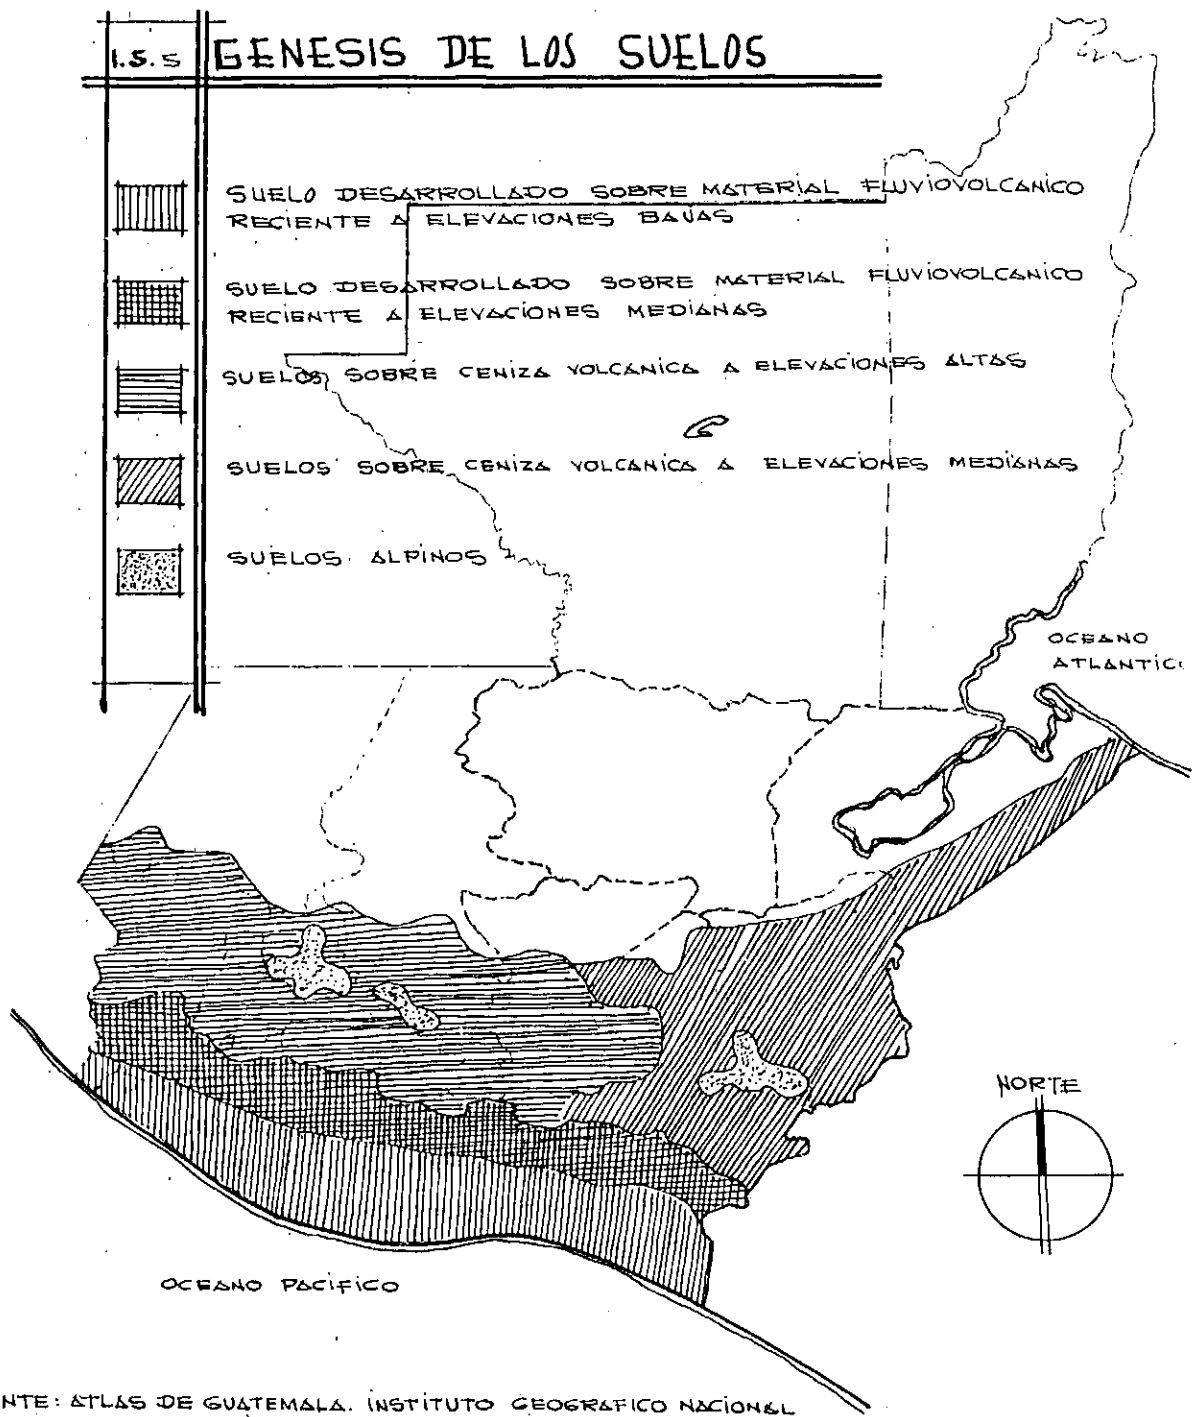 1.5.5 GENESIS DE LOS SUELOS
SUELO DESARROLLADO SOBRE MATERIAL FLUVIOVOLCANICO
RECIENTE A ELEVACIONES BAJAS
SUELO DESARROLLADO SOBRE MATERIAL FLUVIOVOLCANICO
RECIENTE A ELEVACIONES MEDIANAS
SUELOS SOBRE CENIZA VOLCANICA A ELEVACIONES ALTAS
SUELOS SOBRE CENIZA VOLCANICA A ELEVACIONES MEDIANAS
SUELOS ALPINOS
OCEANO
ATLANTICO
NORTE
OCEANO PACIFICO
NTE: ATLAS DE GUATEMALA. INSTITUTO GEOGRAFICO NACIONAL